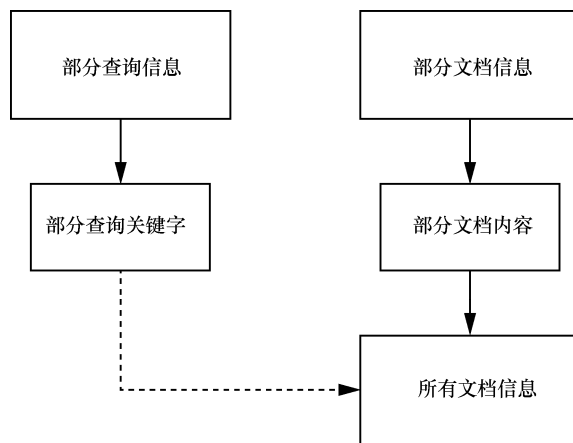 部分查询信息
部分文档信息
部分查询关键字
部分文档内容
所有文档信息